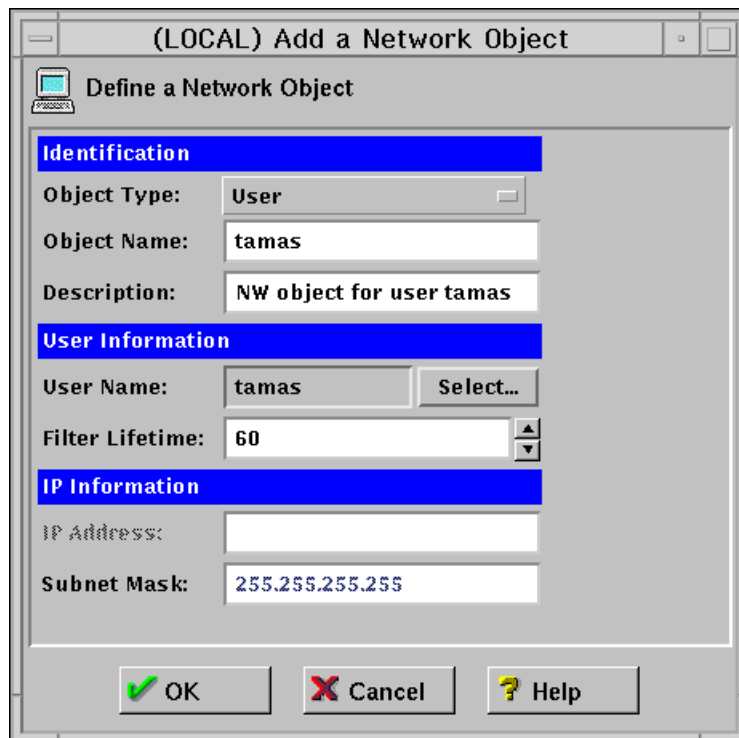 (LOCAL) Add a Network Object
Define a Network Object
Identification
Object Type: User
Object Name: tamas
Description: NW object for user tamas
User Information
User Name: tamas Select...
Filter Lifetime: 60
IP Information
IP Address:
Subnet Mask: 255.255.255.255
OK Cancel Help